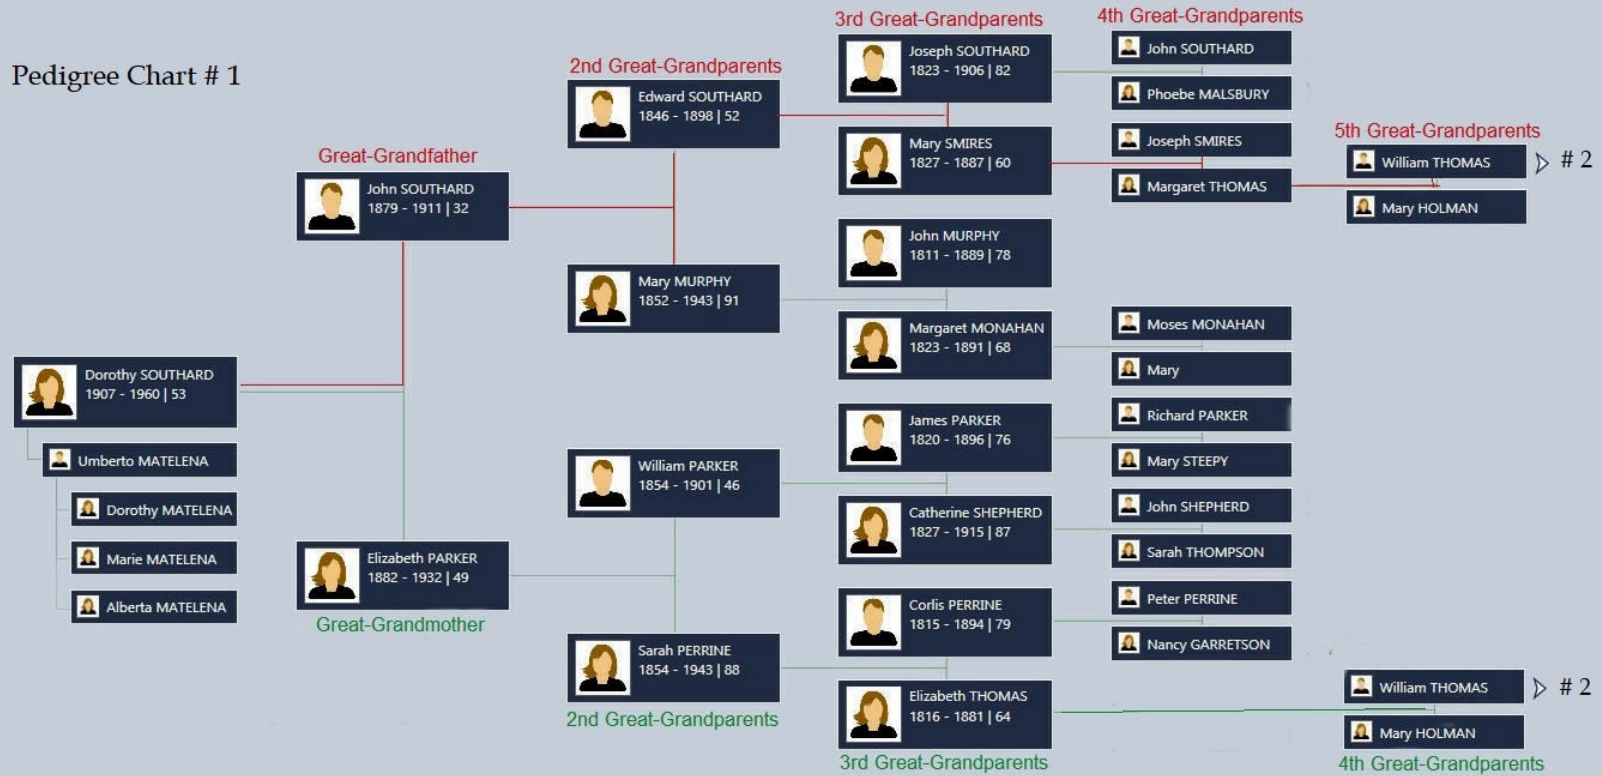 Pedigree Chart # 1
Dorothy SOUTHARD
1907 - 1960 | 53
Umberto MATELENA
Dorothy MATELENA
Marie MATELENA
Alberta MATELENA
Great-Grandfather
John SOUTHARD
1879 - 1911 | 32
Elizabeth PARKER
1882 - 1932 | 49
Great-Grandmother
2nd Great-Grandparents
Edward SOUTHARD
1846 - 1898 | 52
Mary MURPHY
1852 - 1943 | 91
William PARKER
1854 - 1901 | 46
Sarah PERRINE
1854 - 1943 | 88
2nd Great-Grandparents
3rd Great-Grandparents
Joseph SOUTHARD
1823 - 1906 | 82
Mary SMIRES
1827 - 1887 | 60
John MURPHY
1811 - 1889 | 78
Margaret MONAHAN
1823 - 1891 | 68
James PARKER
1820 - 1896 | 76
Catherine SHEPHERD
1827 - 1915 | 87
Corlis PERRINE
1815 - 1894 | 79
Elizabeth THOMAS
1816 - 1881 | 64
3rd Great-Grandparents
4th Great-Grandparents
John SOUTHARD
Phoebe MALSBURY
Joseph SMIRES
Margaret THOMAS
Moses MONAHAN
Mary
Richard PARKER
Mary STEEPY
John SHEPHERD
Sarah THOMPSON
Peter PERRINE
Nancy GARRETSON
5th Great-Grandparents
William THOMAS
# 2
Mary HOLMAN
William THOMAS
# 2
Mary HOLMAN
4th Great-Grandparents